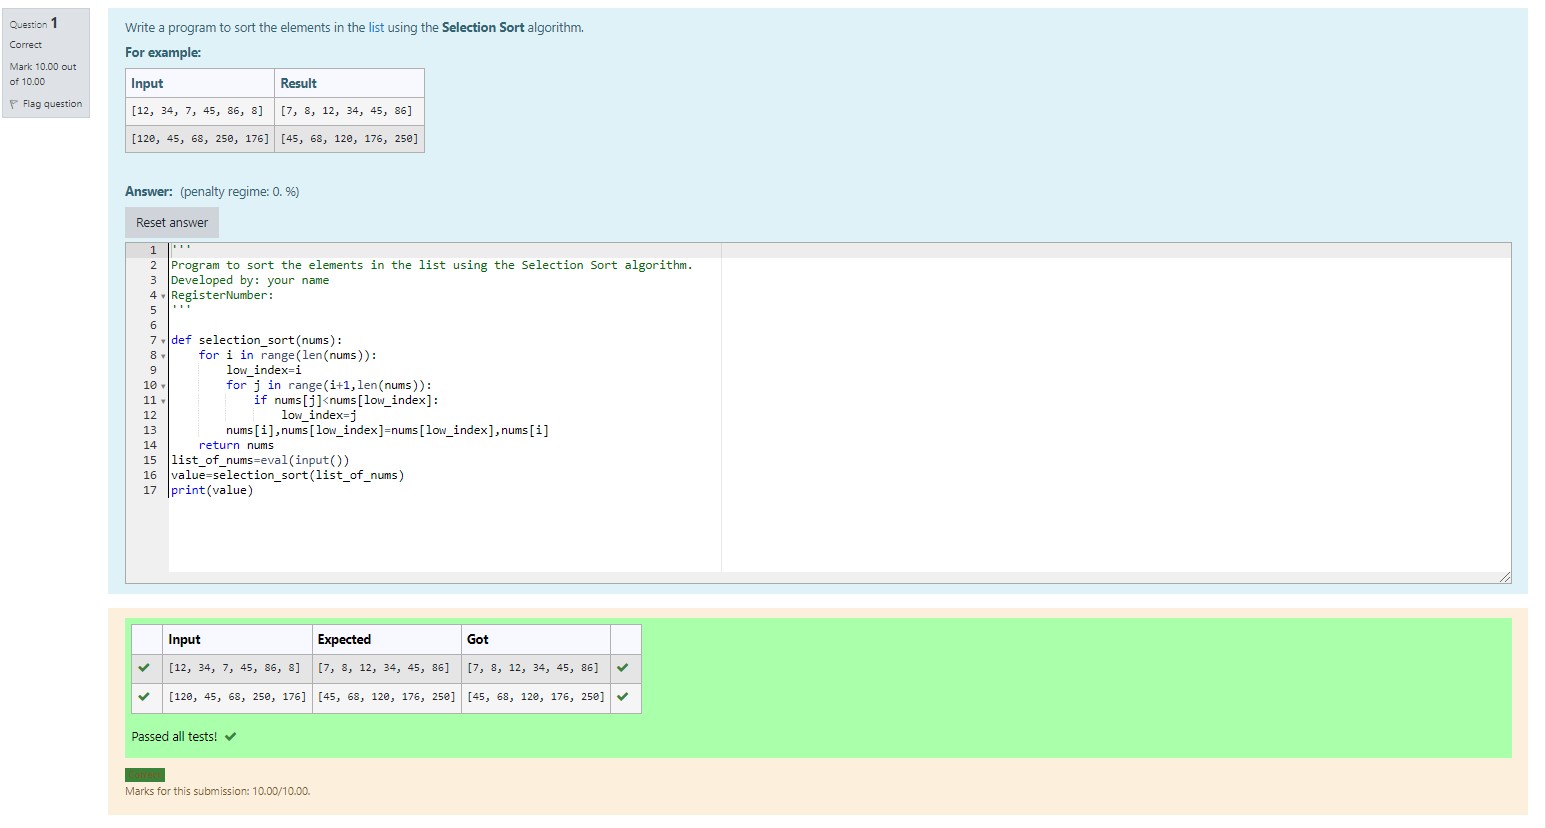 Question 1
Correct
Mark 10.00 out
of 10.00
Flag question
Write a program to sort the elements in the list using the Selection Sort algorithm.
For example:
Input Result
[12, 34, 7, 45, 86, 8] [7, 8, 12, 34, 45, 86]
[120, 45, 68, 250, 176] [45, 68, 120, 176, 250]
Answer: (penalty regime: 0. %)
Reset answer
1 '''
2 Program to sort the elements in the list using the Selection Sort algorithm.
3 Developed by: your name
4 RegisterNumber:
5 '''
6
7 def selection_sort(nums):
8     for i in range(len(nums)):
9         low_index=i
10         for j in range(i+1,len(nums)):
11             if nums[j]<nums[low_index]:
12                 low_index=j
13         nums[i],nums[low_index]=nums[low_index],nums[i]
14     return nums
15 list_of_nums=eval(input())
16 value=selection_sort(list_of_nums)
17 print(value)
Input Expected Got
[12, 34, 7, 45, 86, 8] [7, 8, 12, 34, 45, 86] [7, 8, 12, 34, 45, 86]
[120, 45, 68, 250, 176] [45, 68, 120, 176, 250] [45, 68, 120, 176, 250]
Passed all tests!
Marks for this submission: 10.00/10.00.